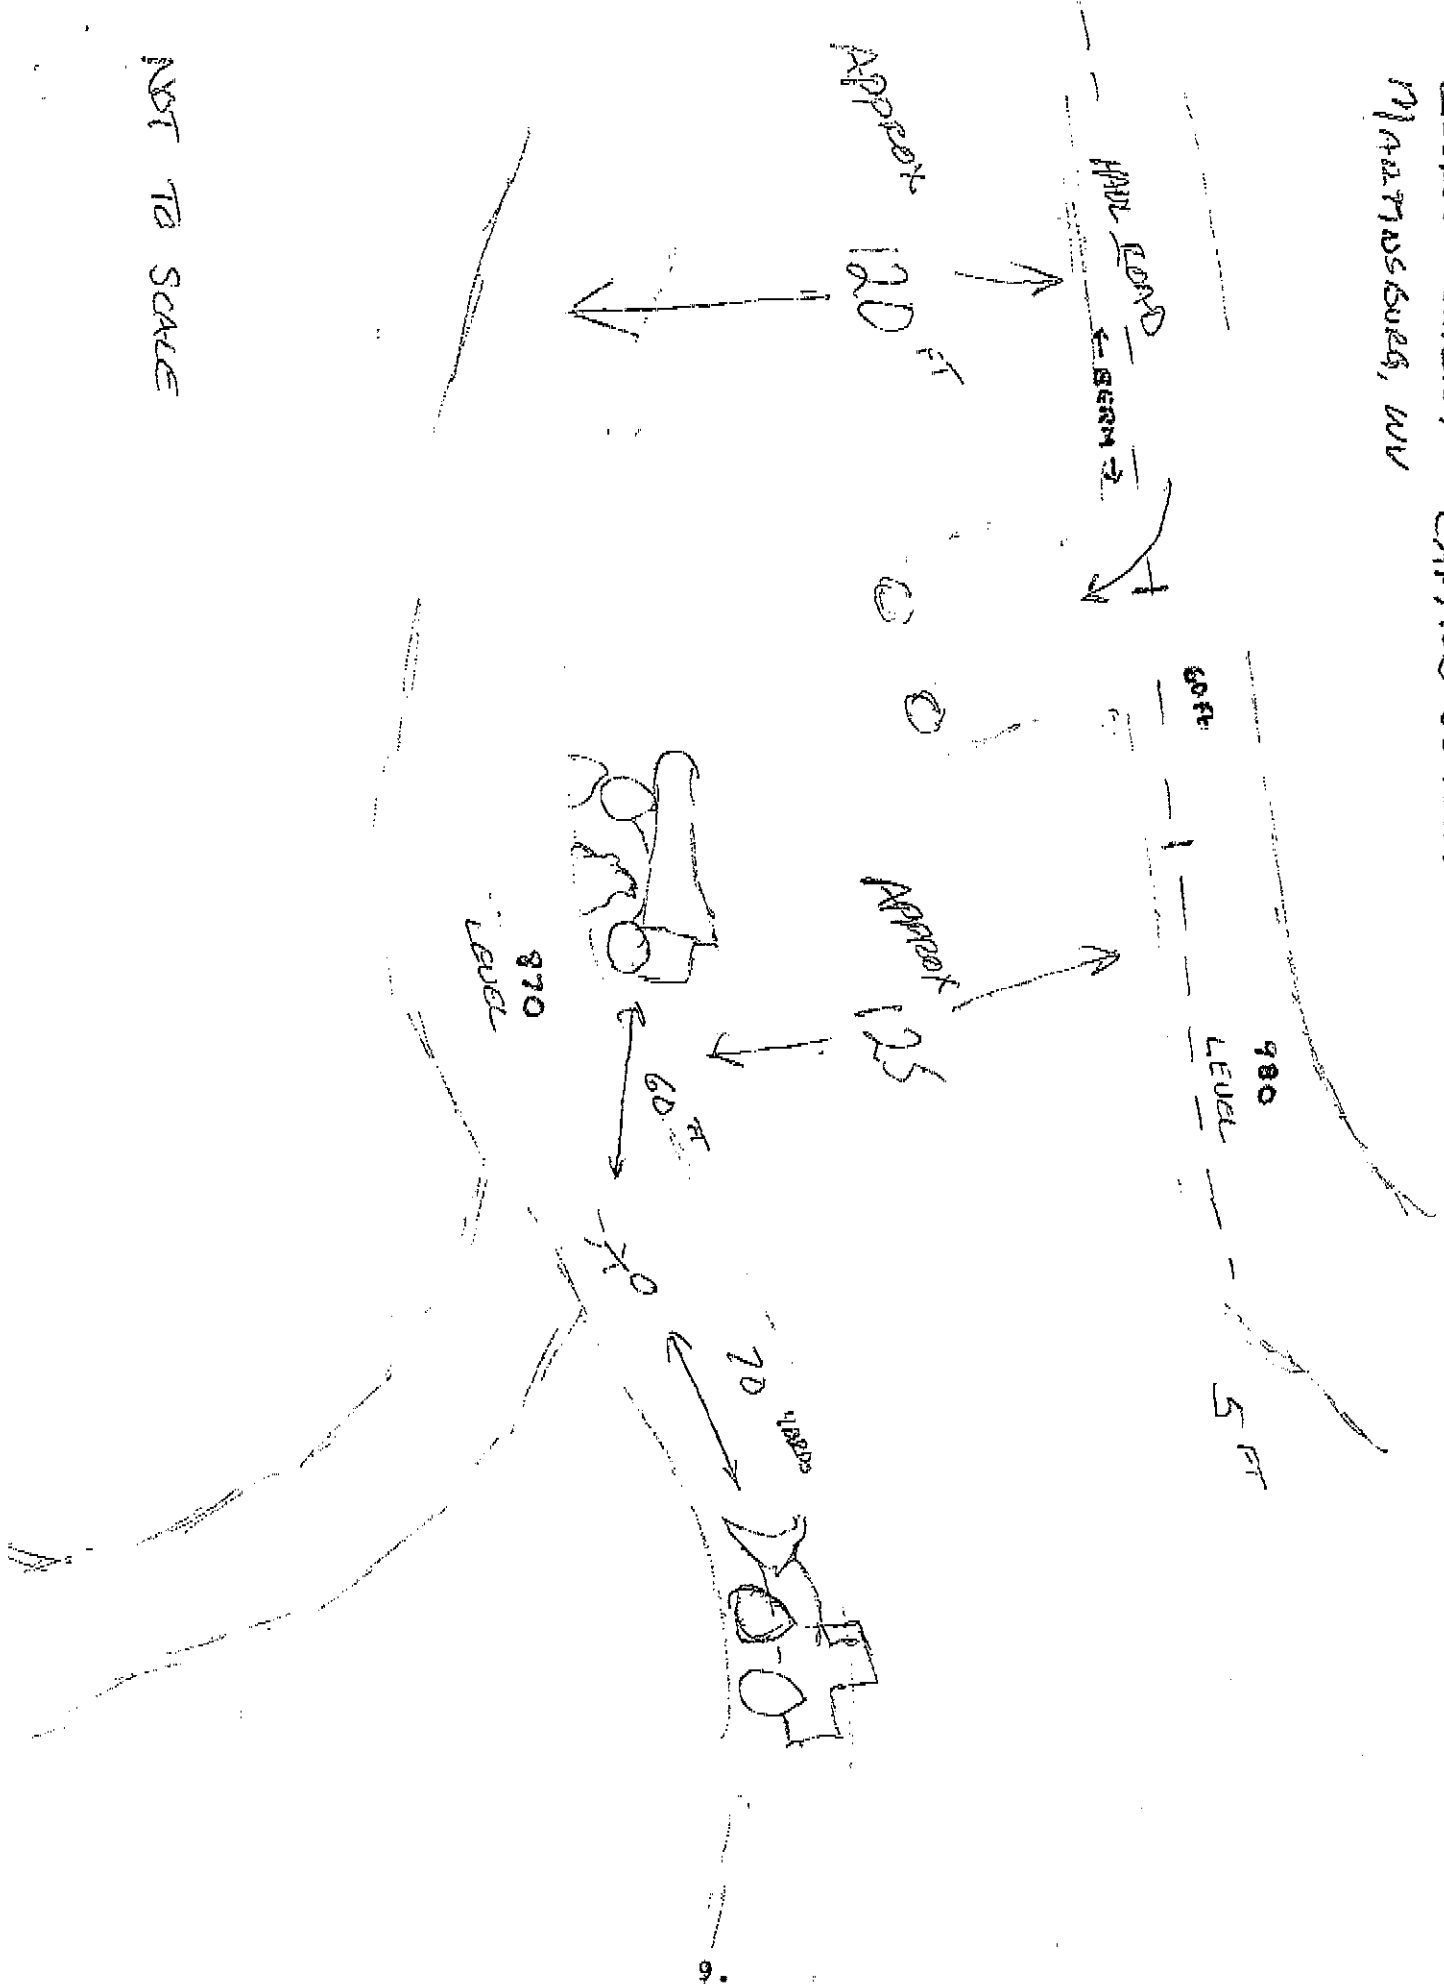 MARTINSBURG, WV
980
LEVEL
5 FT
60 ft
HAUL ROAD
← BERM →
APPROX
120 FT
APPROX
125
60 FT
70 YARDS
870
LEVEL
NOT TO SCALE
9.